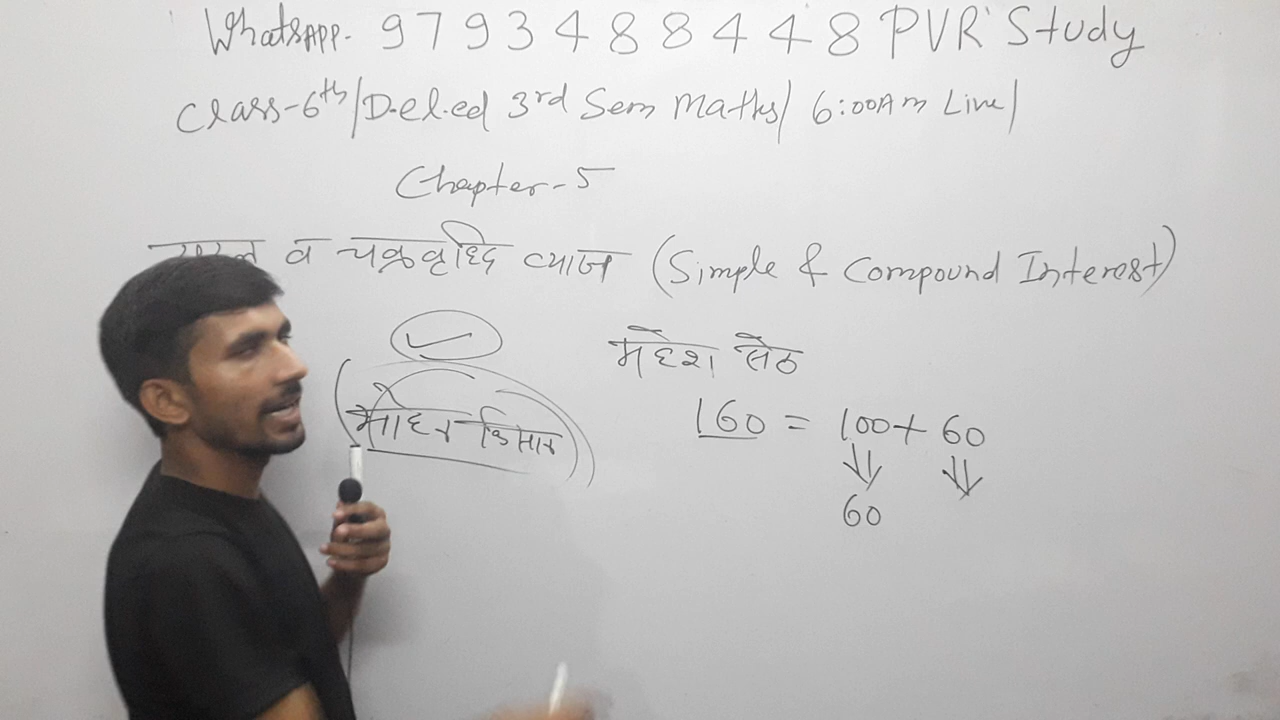 WhatsAPP- 9793488448 PVR Study
Class-6th/D.el.ed 3rd Sem Maths/ 6:00Am Live/
Chapter-5
व चक्रवृध्दि ब्याज (Simple & Compound Interest)
महेश सेठ
160 = 100 + 60
60